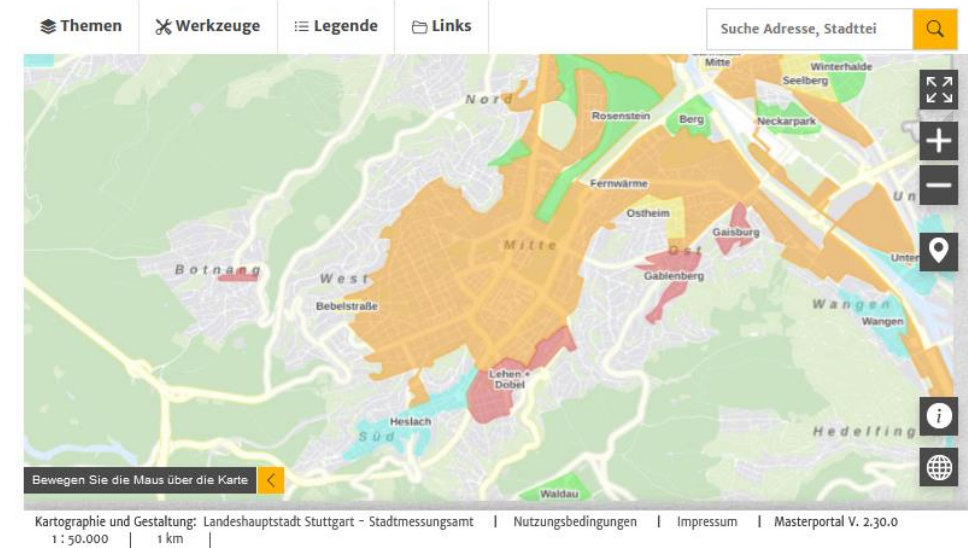 Themen Werkzeuge Legende Links
Suche Adresse, Stadttei
Mitte
Winterhalde
Seelberg
Nord
Rosenstein
Berg
Neckarpark
Fernwärme
Ostheim
Gaisburg
Mitte
Ost
Botnang
West
Gablenberg
Unter
Bebelstraße
Wangen
Wangen
Lehen +
Dobel
Heslach
Süd
Hedelfing
Bewegen Sie die Maus über die Karte
Waldau
Kartographie und Gestaltung: Landeshauptstadt Stuttgart - Stadtmessungsamt | Nutzungsbedingungen | Impressum | Masterportal V. 2.30.0
1 : 50.000 | 1 km |